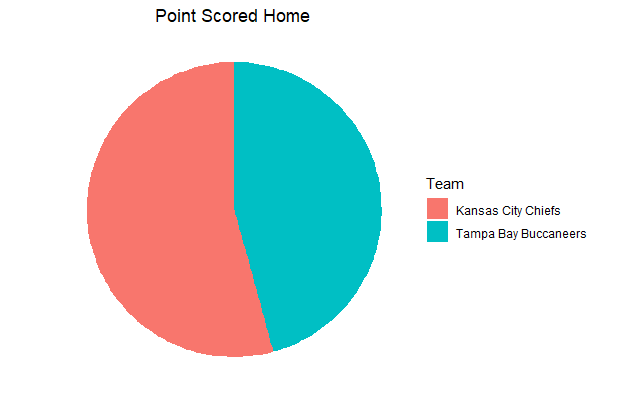 Point Scored Home
Team
Kansas City Chiefs
Tampa Bay Buccaneers